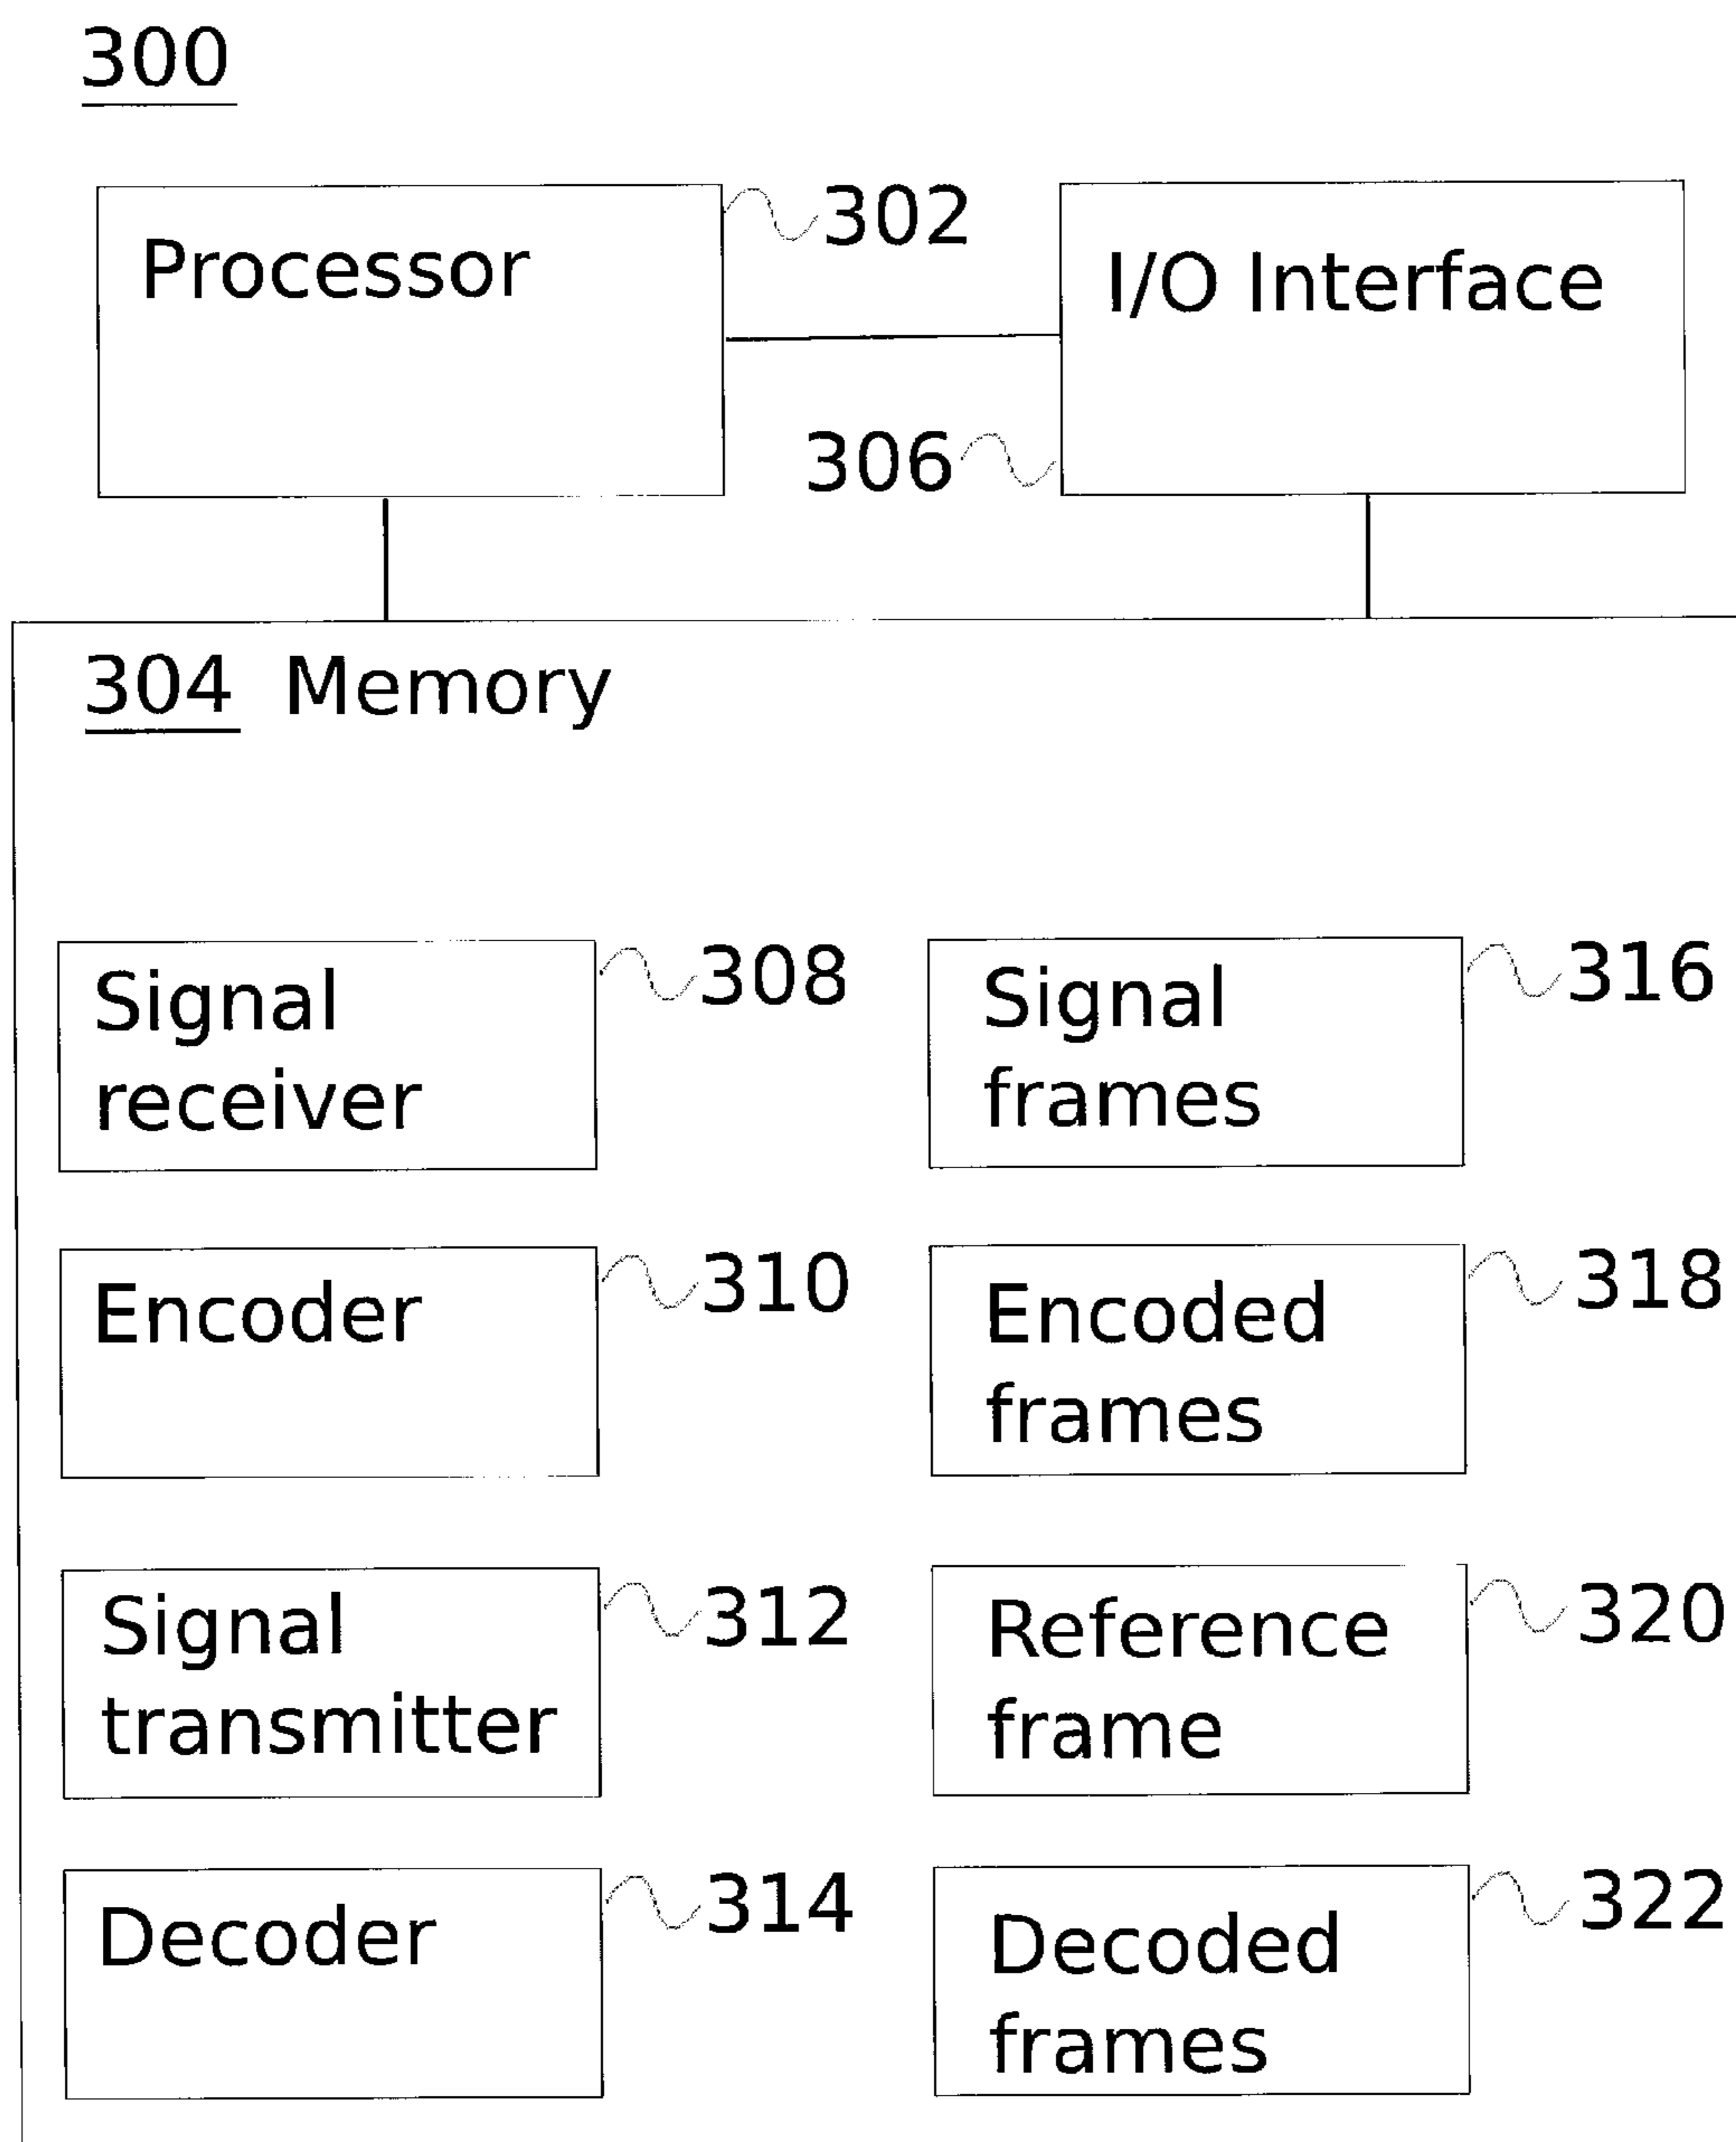 300
Processor
302
I/O Interface
306
304 Memory
Signal
receiver
308
Signal
frames
316
Encoder
310
Encoded
frames
318
Signal
transmitter
312
Reference
frame
320
Decoder
314
Decoded
frames
322